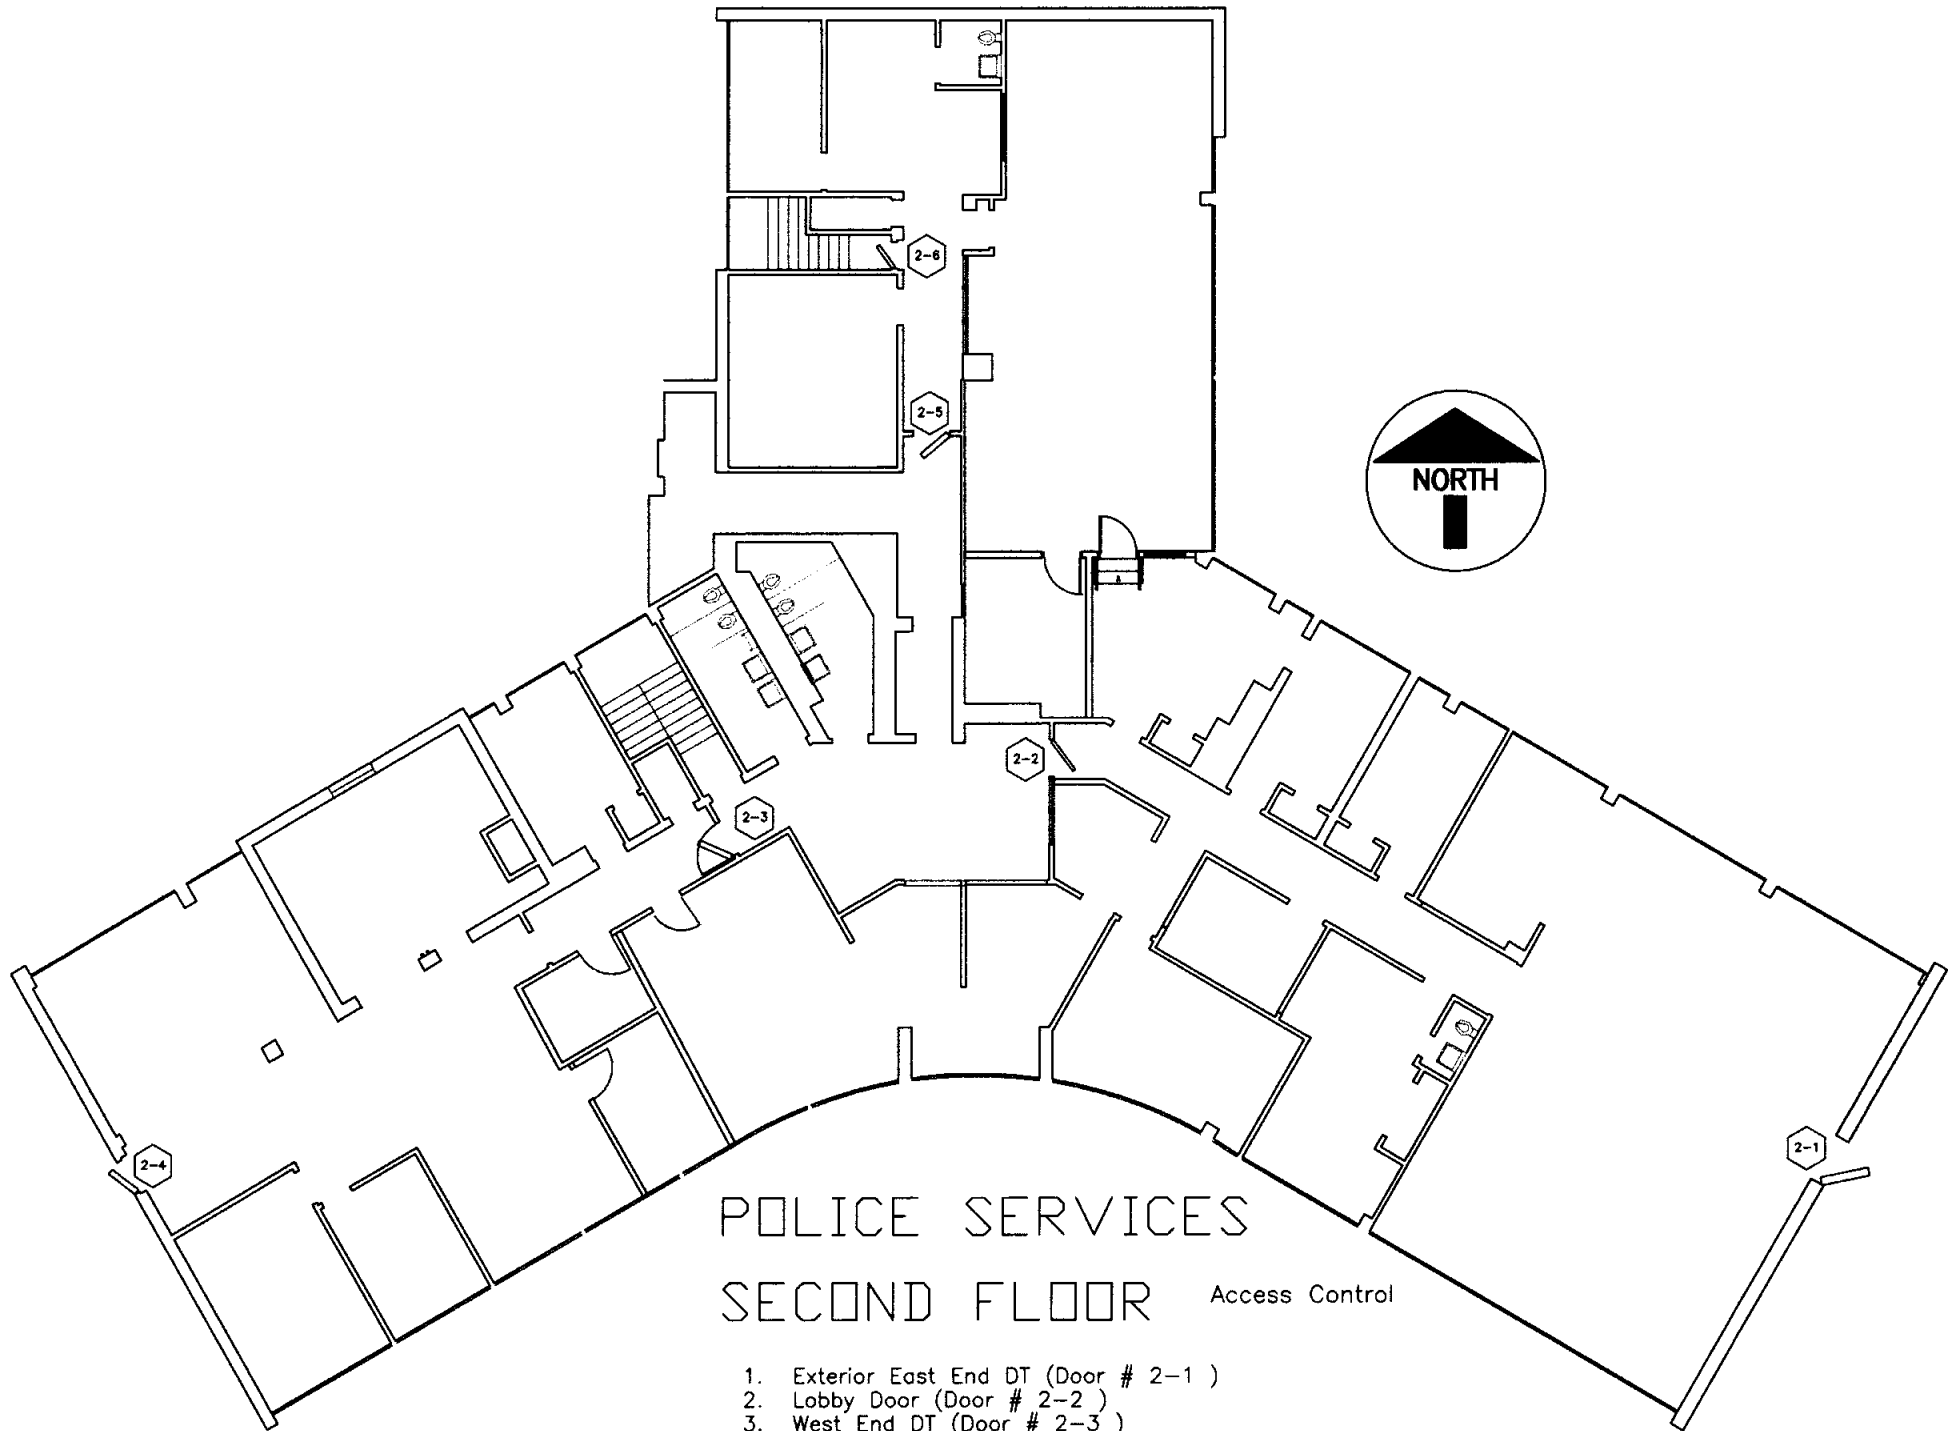 2-6
2-5
NORTH
2-2
2-3
2-4
2-1
POLICE SERVICES
SECOND FLOOR Access Control
1. Exterior East End DT (Door # 2-1 )
2. Lobby Door (Door # 2-2 )
3. West End DT (Door # 2-3 )